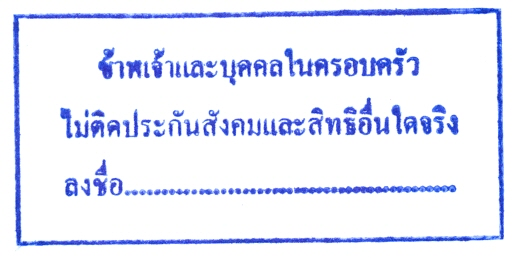 ข้าพเจ้าและบุคคลในครอบครัว
ไม่ติดประกันสังคมและสิทธิอื่นใดจริง
ลงชื่อ................................................